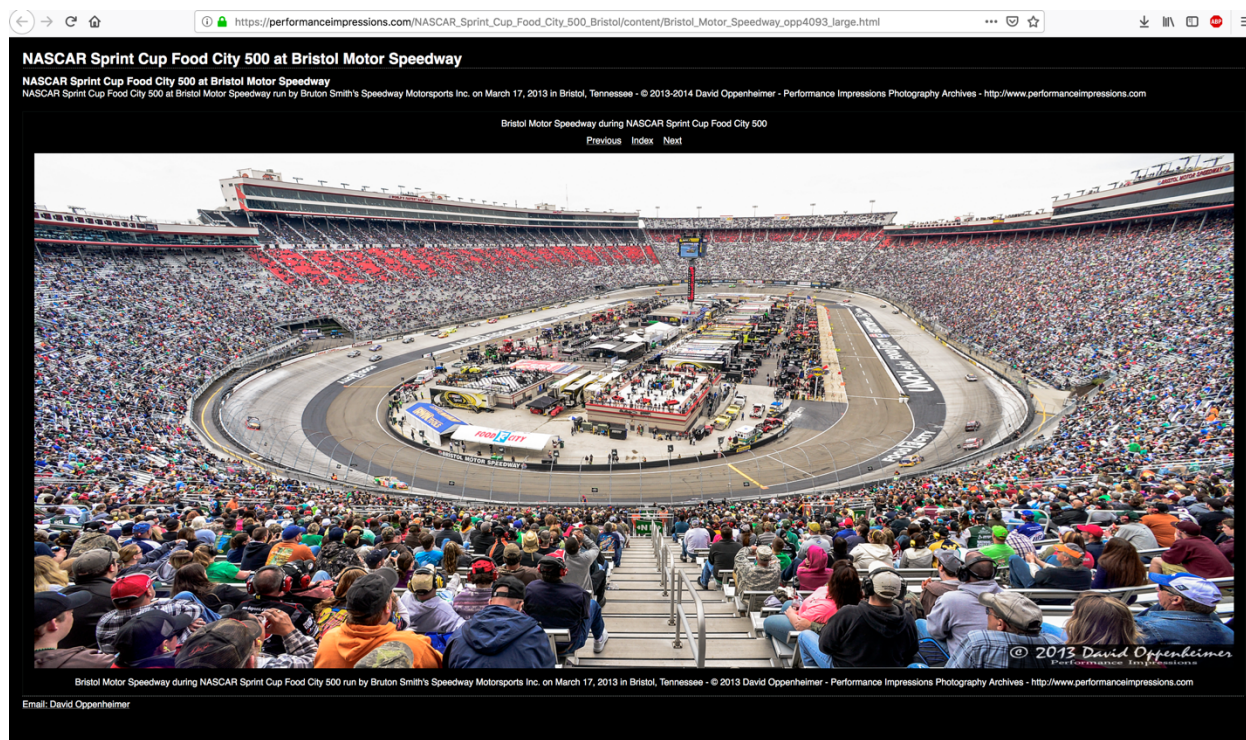 https://performanceimpressions.com/NASCAR_Sprint_Cup_Food_City_500_Bristol/content/Bristol_Motor_Speedway_opp4093_large.html
ABP
NASCAR Sprint Cup Food City 500 at Bristol Motor Speedway
NASCAR Sprint Cup Food City 500 at Bristol Motor Speedway
NASCAR Sprint Cup Food City 500 at Bristol Motor Speedway run by Bruton Smith's Speedway Motorsports Inc. on March 17, 2013 in Bristol, Tennessee - © 2013-2014 David Oppenheimer - Performance Impressions Photography Archives - http://www.performanceimpressions.com
Bristol Motor Speedway during NASCAR Sprint Cup Food City 500
Previous Index Next
BRISTOL MOTOR SPEEDWAY
FOOD CITY
BRISTOL MOTOR SPEEDWAY
© 2013 David Oppenheimer
Performance Impressions
Bristol Motor Speedway during NASCAR Sprint Cup Food City 500 run by Bruton Smith's Speedway Motorsports Inc. on March 17, 2013 in Bristol, Tennessee - © 2013 David Oppenheimer - Performance Impressions Photography Archives - http://www.performanceimpressions.com
Email: David Oppenheimer